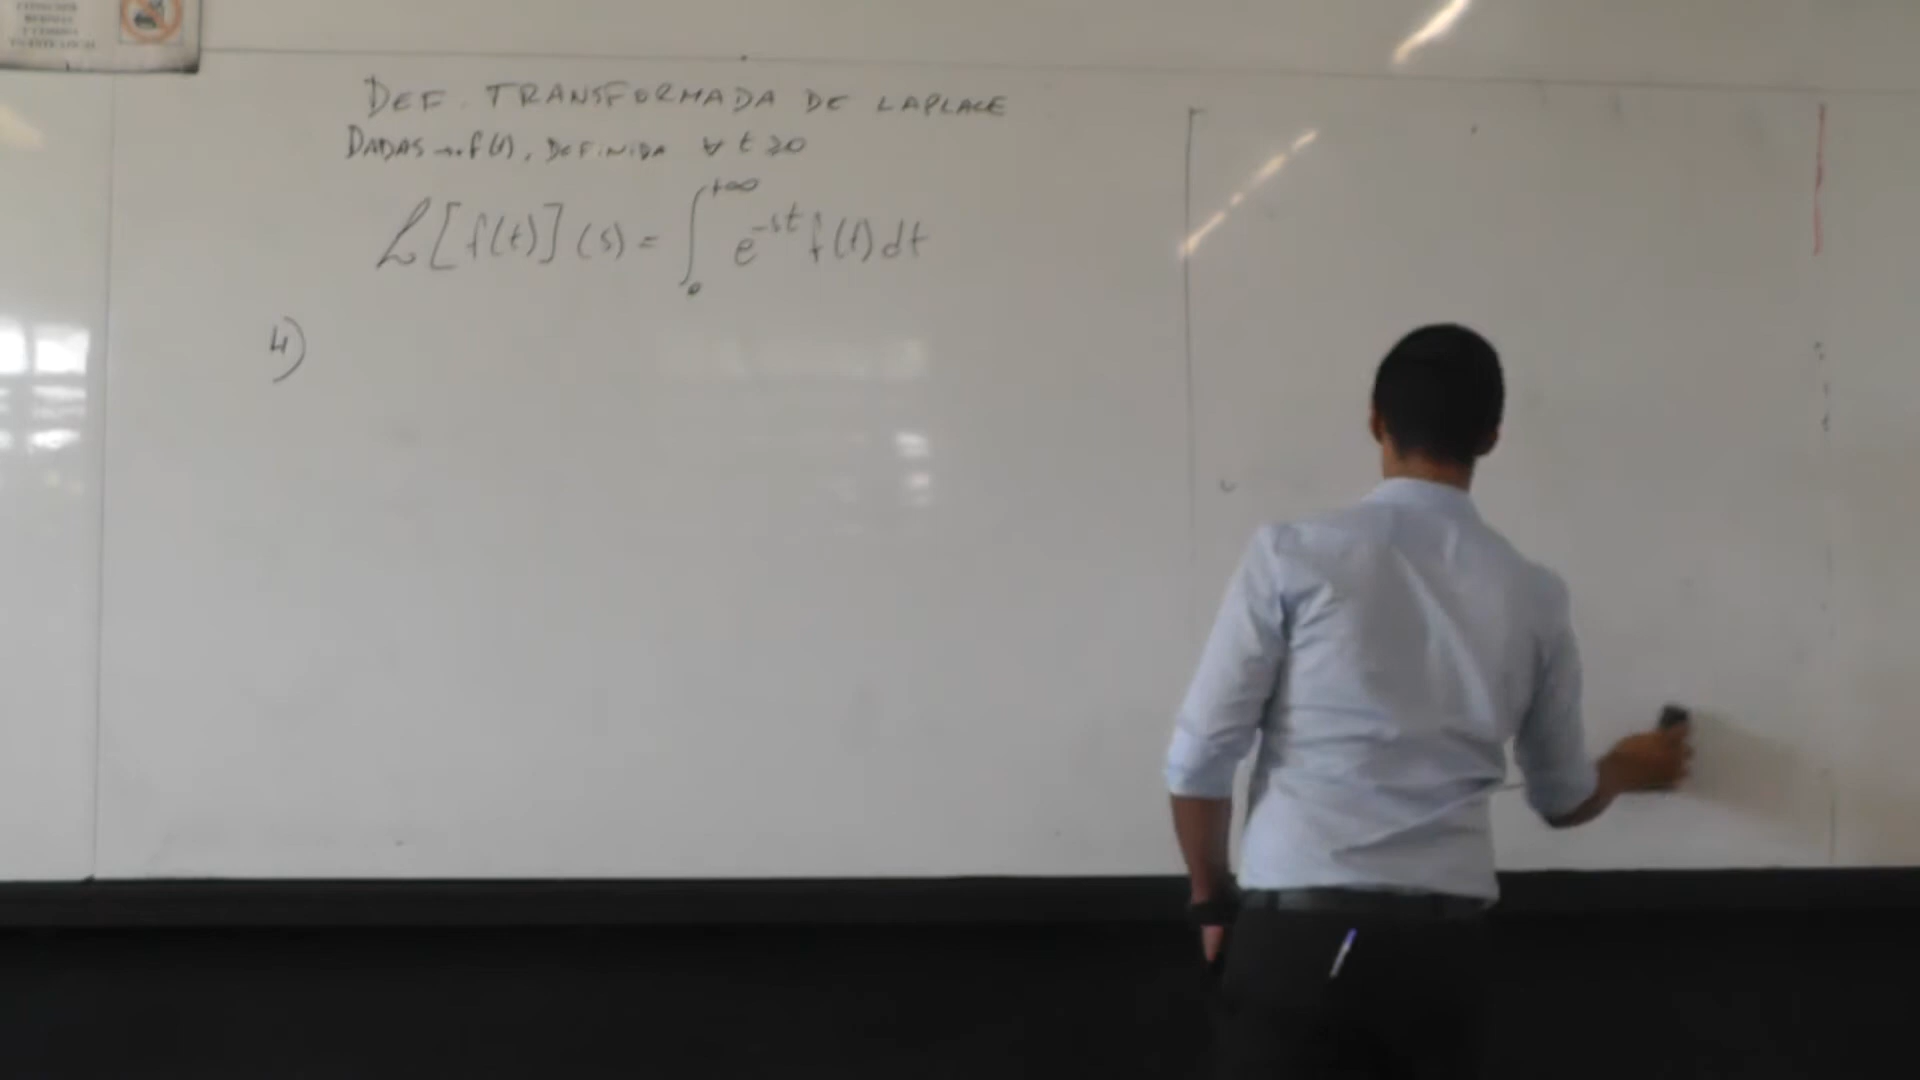 DEF. TRANSFORMADA DE LAPLACE
DADAS f(t), DEFINIDA ∀ t ≥ 0
ℒ[f(t)](s) = ∫₀^{+∞} e^{-st} f(t) dt
4)